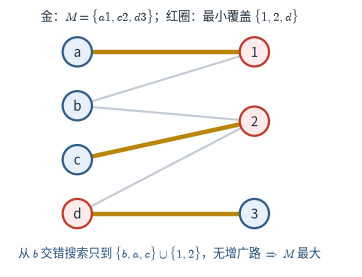 金：M = {a1, c2, d3}；红圈：最小覆盖 {1, 2, d}
a
1
b
2
c
d
3
从 b 交错搜索只到 {b, a, c} ∪ {1, 2}，无增广路 ⇒ M 最大